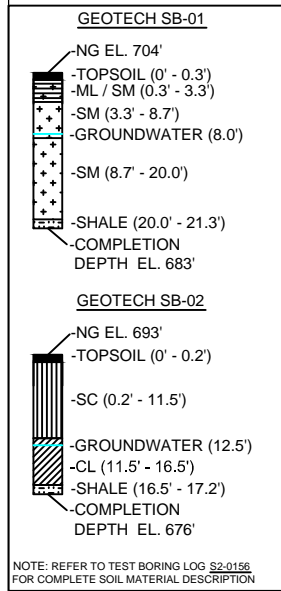 GEOTECH SB-01
-NG EL. 704'
-TOPSOIL (0' - 0.3')
-ML / SM (0.3' - 3.3')
-SM (3.3' - 8.7')
-GROUNDWATER (8.0')
-SM (8.7' - 20.0')
-SHALE (20.0' - 21.3')
-COMPLETION
DEPTH EL. 683'
GEOTECH SB-02
-NG EL. 693'
-TOPSOIL (0' - 0.2')
-SC (0.2' - 11.5')
-GROUNDWATER (12.5')
-CL (11.5' - 16.5')
-SHALE (16.5' - 17.2')
-COMPLETION
DEPTH EL. 676'
NOTE: REFER TO TEST BORING LOG S2-0156
FOR COMPLETE SOIL MATERIAL DESCRIPTION